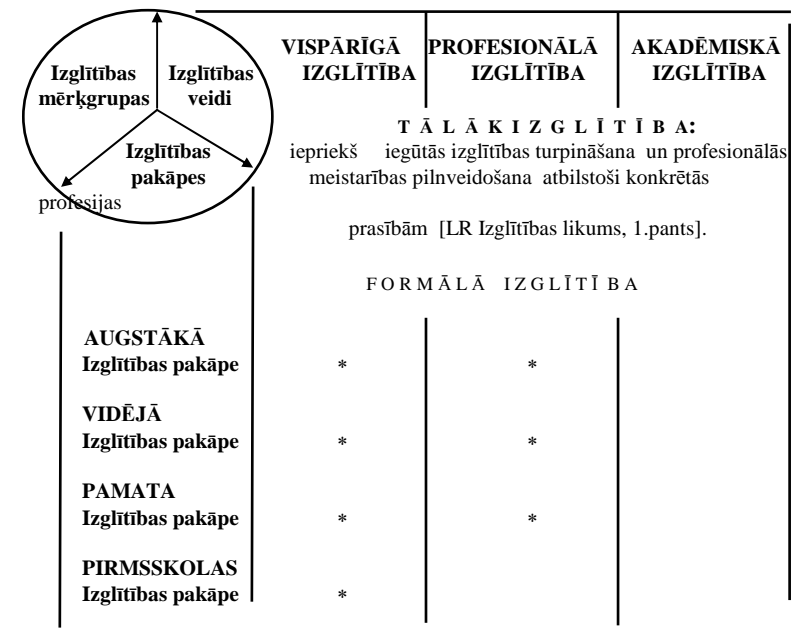 Izglītības mērķgrupas
Izglītības veidi
Izglītības pakāpes
profesijas
VISPĀRĪGĀ IZGLĪTĪBA
PROFESIONĀLĀ IZGLĪTĪBA
AKADĒMISKĀ IZGLĪTĪBA
T Ā L Ā K I Z G L Ī T Ī B A:
iepriekš iegūtās izglītības turpināšana un profesionālās
meistarības pilnveidošana atbilstoši konkrētās
prasībām [LR Izglītības likums, 1.pants].
F O R M Ā L Ā I Z G L Ī T Ī B A
AUGSTĀKĀ
Izglītības pakāpe * *
VIDĒJĀ
Izglītības pakāpe * *
PAMATA
Izglītības pakāpe * *
PIRMSSKOLAS
Izglītības pakāpe *